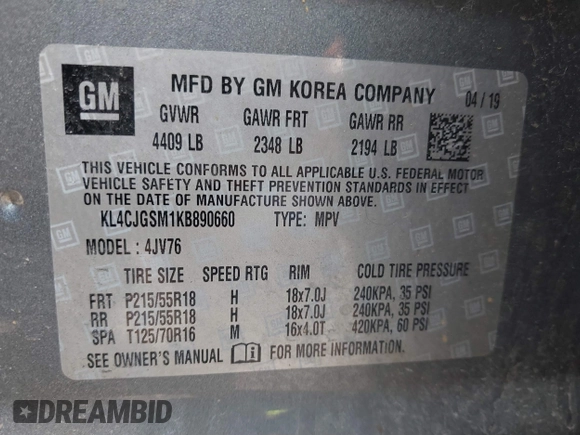 GM
MFD BY GM KOREA COMPANY 04 / 19
GVWR GAWR FRT GAWR RR
4409 LB 2348 LB 2194 LB
THIS VEHICLE CONFORMS TO ALL APPLICABLE U.S. FEDERAL MOTOR
VEHICLE SAFETY AND THEFT PREVENTION STANDARDS IN EFFECT
ON THE DATE OF MANUFACTURE SHOWN ABOVE.
KL4CJGSM1KB890660 TYPE: MPV
MODEL : 4JV76
TIRE SIZE SPEED RTG RIM COLD TIRE PRESSURE
FRT P215/55R18 H 18x7.0J 240KPA, 35 PSI
RR P215/55R18 H 18x7.0J 240KPA, 35 PSI
SPA T125/70R16 M 16x4.0T 420KPA, 60 PSI
SEE OWNER'S MANUAL FOR MORE INFORMATION.
DREAMBID